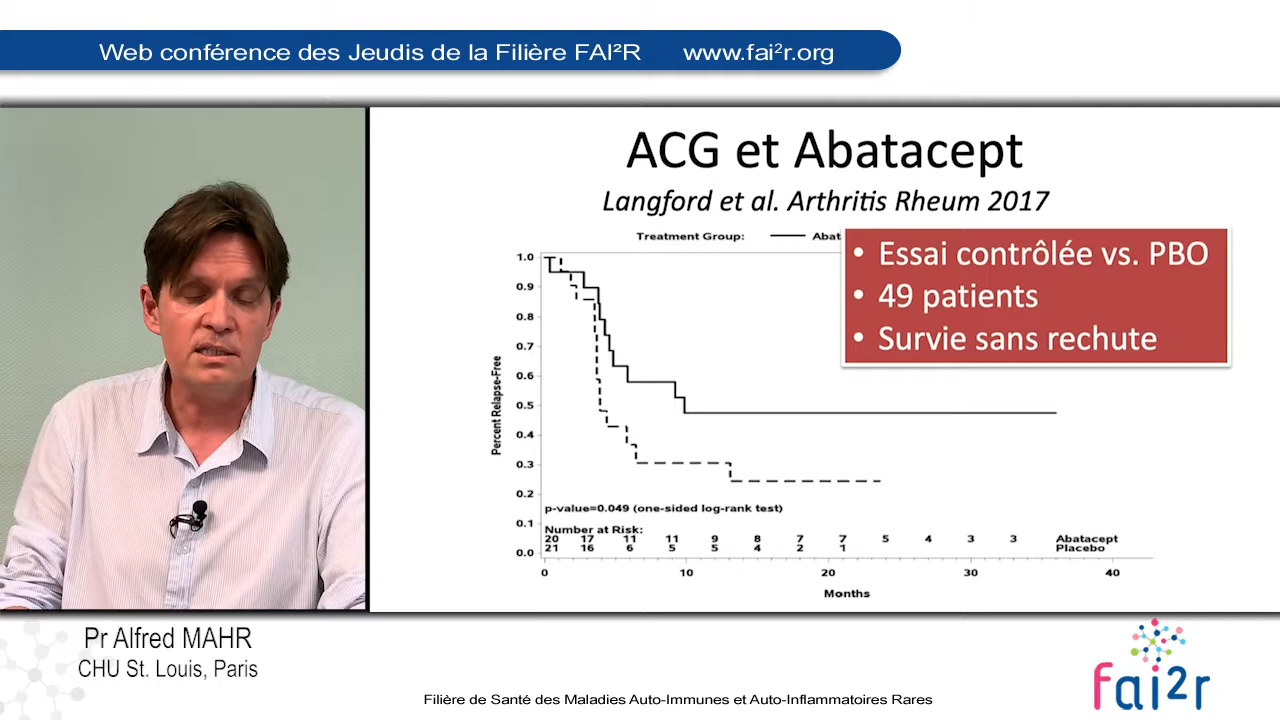 Web conférence des Jeudis de la Filière FAI²R www.fai²r.org
ACG et Abatacept
Langford et al. Arthritis Rheum 2017
Treatment Group: Abat
• Essai contrôlée vs. PBO
• 49 patients
• Survie sans rechute
Percent Relapse-Free
1.0
0.9
0.8
0.7
0.6
0.5
0.4
0.3
0.2
0.1
0.0
p-value=0.049 (one-sided log-rank test)
Number at Risk:
20 17 11 11 9 8 7 7 5 4 3 3 Abatacept
21 16 6 5 5 4 2 1 Placebo
0 10 20 30 40
Months
Pr Alfred MAHR
CHU St. Louis, Paris
Filière de Santé des Maladies Auto-Immunes et Auto-Inflammatoires Rares
fai2r